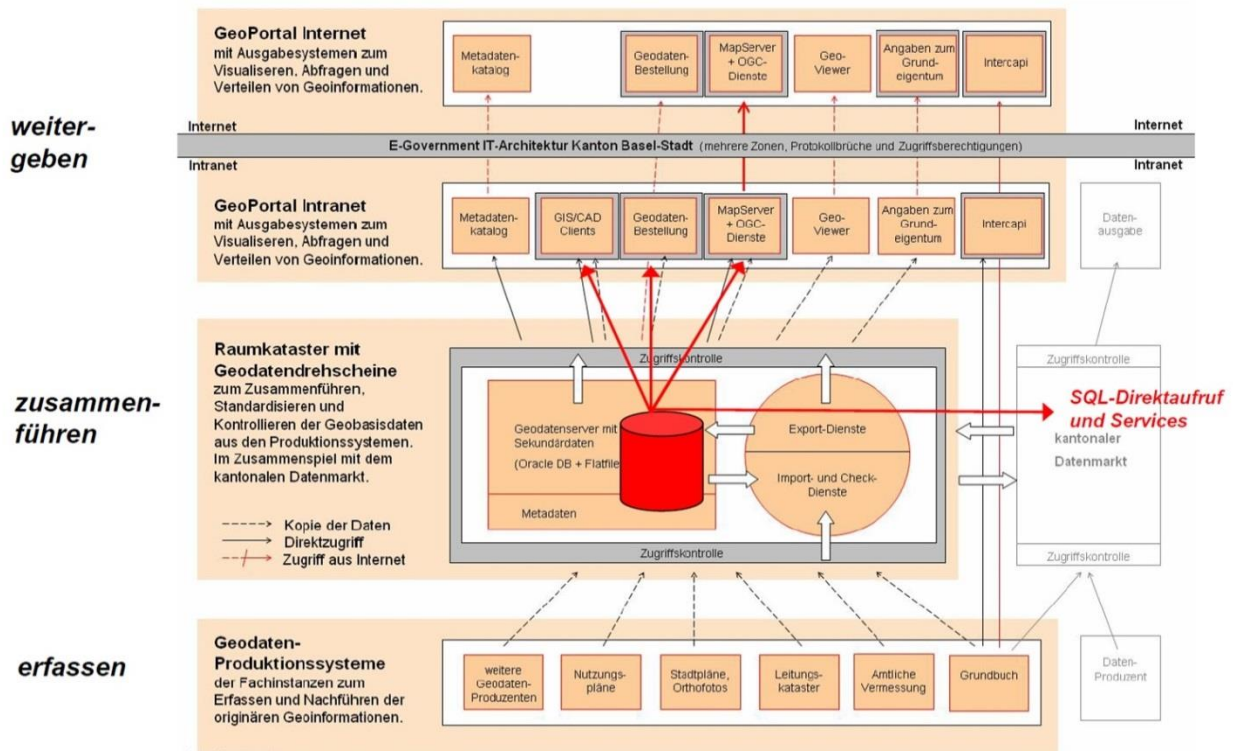 GeoPortal Internet
mit Ausgabesystemen zum
Visualiseren, Abfragen und
Verteilen von Geoinformationen.
Metadaten-
katalog
Geodaten-
Bestellung
MapServer
+ OGC-
Dienste
Geo-
Viewer
Angaben zum
Grund-
eigentum
Intercapi
weiter-
geben
Internet
Internet
E-Government IT-Architektur Kanton Basel-Stadt (mehrere Zonen, Protokollbrüche und Zugriffsberechtigungen)
Intranet
Intranet
GeoPortal Intranet
mit Ausgabesystemen zum
Visualiseren, Abfragen und
Verteilen von Geoinformationen.
Metadaten-
katalog
GIS/CAD
Clients
Geodaten-
Bestellung
MapServer
+ OGC-
Dienste
Geo-
Viewer
Angaben zum
Grund-
eigentum
Intercapi
Daten-
ausgabe
zusammen-
führen
Raumkataster mit
Geodatendrehscheine
zum Zusammenführen,
Standardisieren und
Kontrollieren der Geobasisdaten
aus den Produktionssystemen.
Im Zusammenspiel mit dem
kantonalen Datenmarkt.
Kopie der Daten
Direktzugriff
Zugriff aus Internet
Zugriffskontrolle
Geodatenserver mit
Sekundärdaten
(Oracle DB + Flatfile
Metadaten
Export-Dienste
Import- und Check-
Dienste
Zugriffskontrolle
Zugriffskontrolle
SQL-Direktaufruf
und Services
kantonaler
Datenmarkt
Zugriffskontrolle
erfassen
Geodaten-
Produktionssysteme
der Fachinstanzen zum
Erfassen und Nachführen der
originären Geoinformationen.
weitere
Geodaten-
Produzenten
Nutzungs-
pläne
Stadtpläne,
Orthofotos
Leitungs-
kataster
Amtliche
Vermessung
Grundbuch
Daten-
Produzent